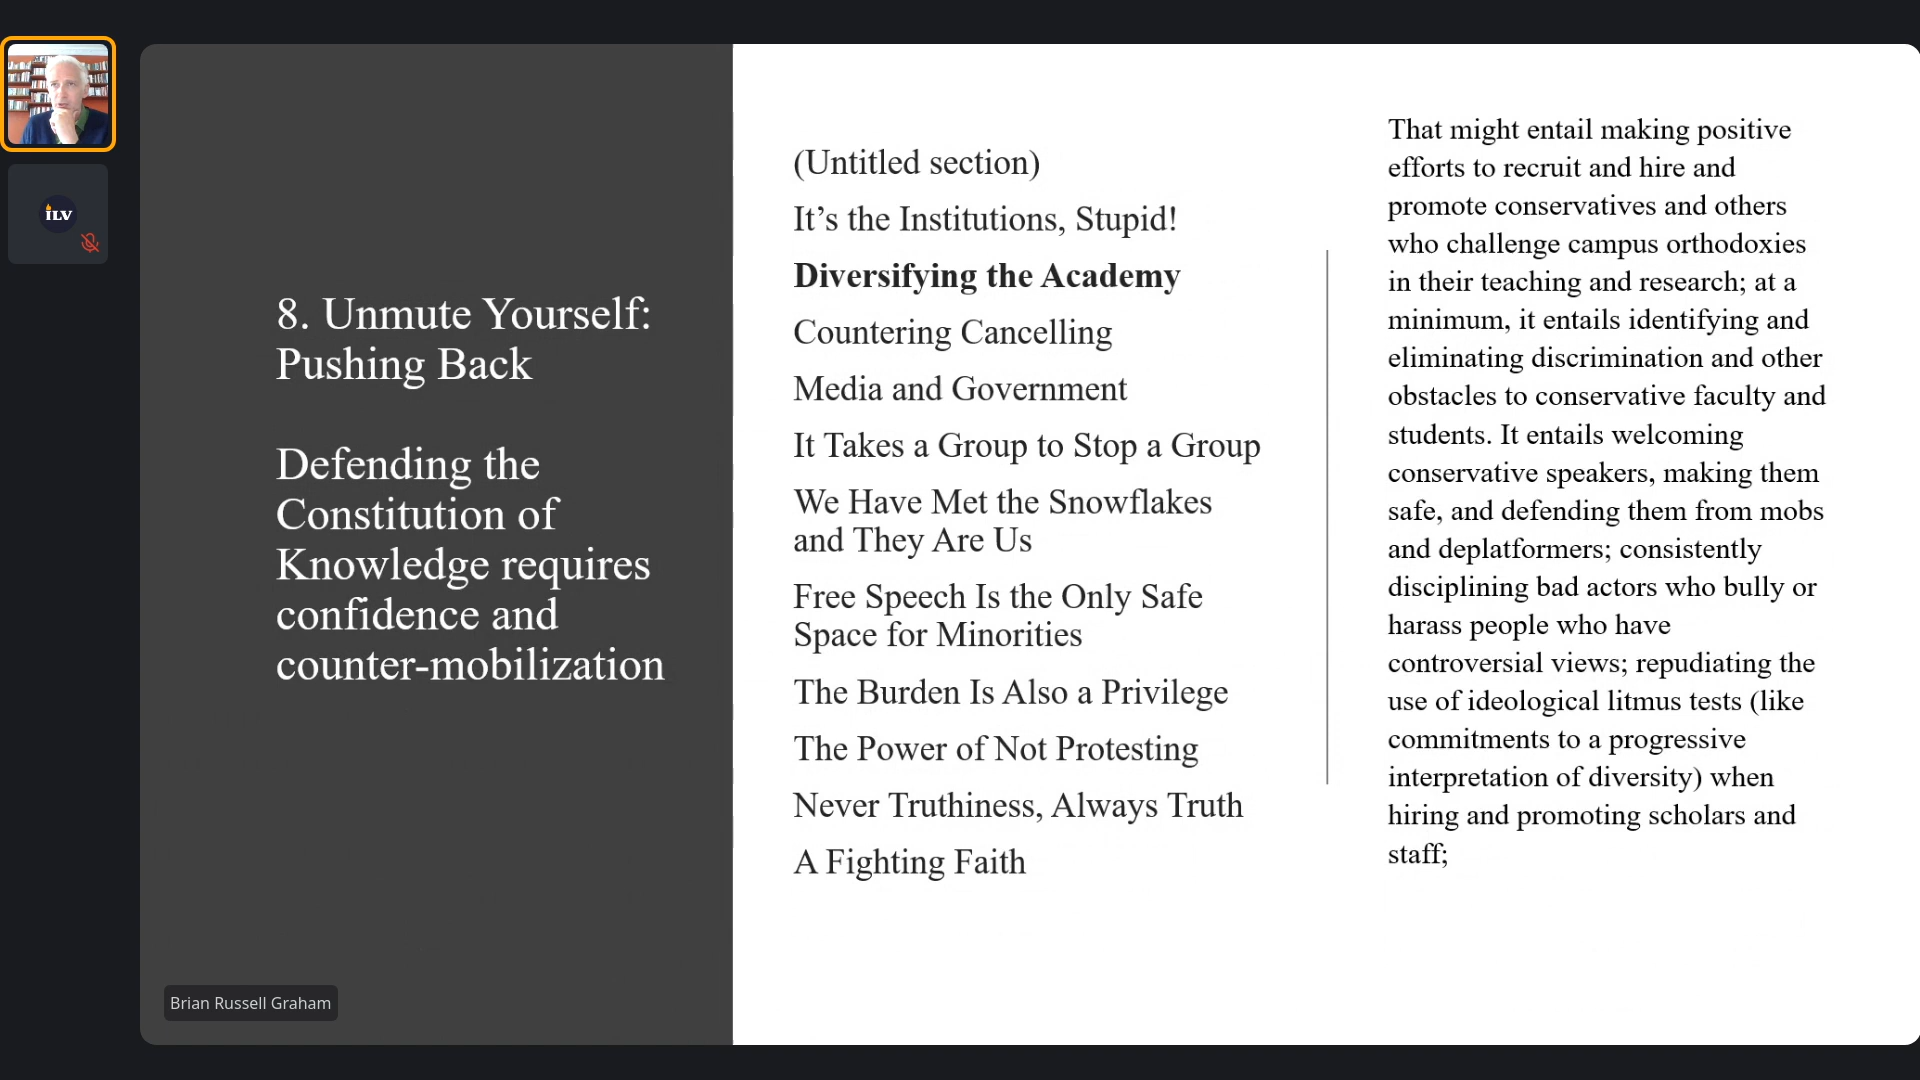 iLV
8. Unmute Yourself:
Pushing Back
Defending the
Constitution of
Knowledge requires
confidence and
counter-mobilization
Brian Russell Graham
(Untitled section)
It’s the Institutions, Stupid!
Diversifying the Academy
Countering Cancelling
Media and Government
It Takes a Group to Stop a Group
We Have Met the Snowflakes
and They Are Us
Free Speech Is the Only Safe
Space for Minorities
The Burden Is Also a Privilege
The Power of Not Protesting
Never Truthiness, Always Truth
A Fighting Faith
That might entail making positive
efforts to recruit and hire and
promote conservatives and others
who challenge campus orthodoxies
in their teaching and research; at a
minimum, it entails identifying and
eliminating discrimination and other
obstacles to conservative faculty and
students. It entails welcoming
conservative speakers, making them
safe, and defending them from mobs
and deplatformers; consistently
disciplining bad actors who bully or
harass people who have
controversial views; repudiating the
use of ideological litmus tests (like
commitments to a progressive
interpretation of diversity) when
hiring and promoting scholars and
staff;